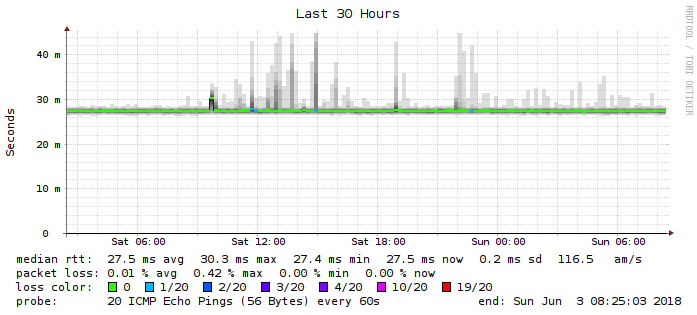 Last 30 Hours
RRDTOOL / TOBI OETIKER
Seconds
40 m
30 m
20 m
10 m
0
Sat 06:00 Sat 12:00 Sat 18:00 Sun 00:00 Sun 06:00
median rtt: 27.5 ms avg 30.3 ms max 27.4 ms min 27.5 ms now 0.2 ms sd 116.5 am/s
packet loss: 0.01 % avg 0.42 % max 0.00 % min 0.00 % now
loss color: 0 1/20 2/20 3/20 4/20 10/20 19/20
probe: 20 ICMP Echo Pings (56 Bytes) every 60s end: Sun Jun 3 08:25:03 2018